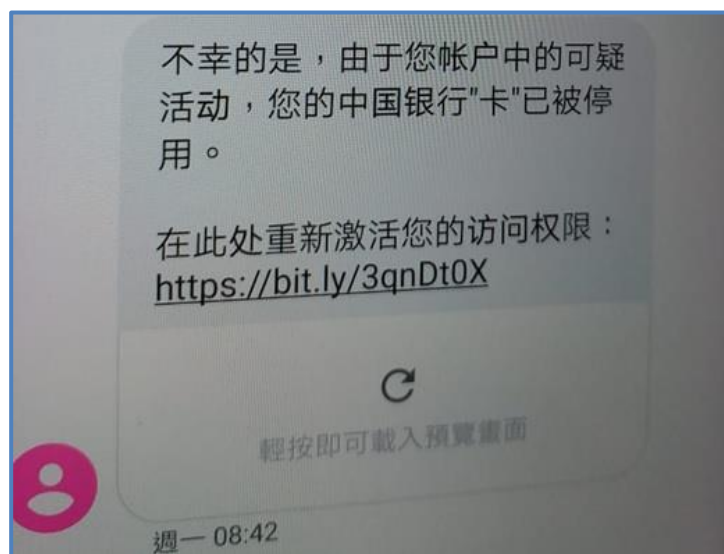 不幸的是，由于您帐户中的可疑
活动，您的中国银行"卡"已被停
用。
在此处重新激活您的访问权限：
https://bit.ly/3qnDt0X
輕按即可載入預覽畫面
週一 08:42